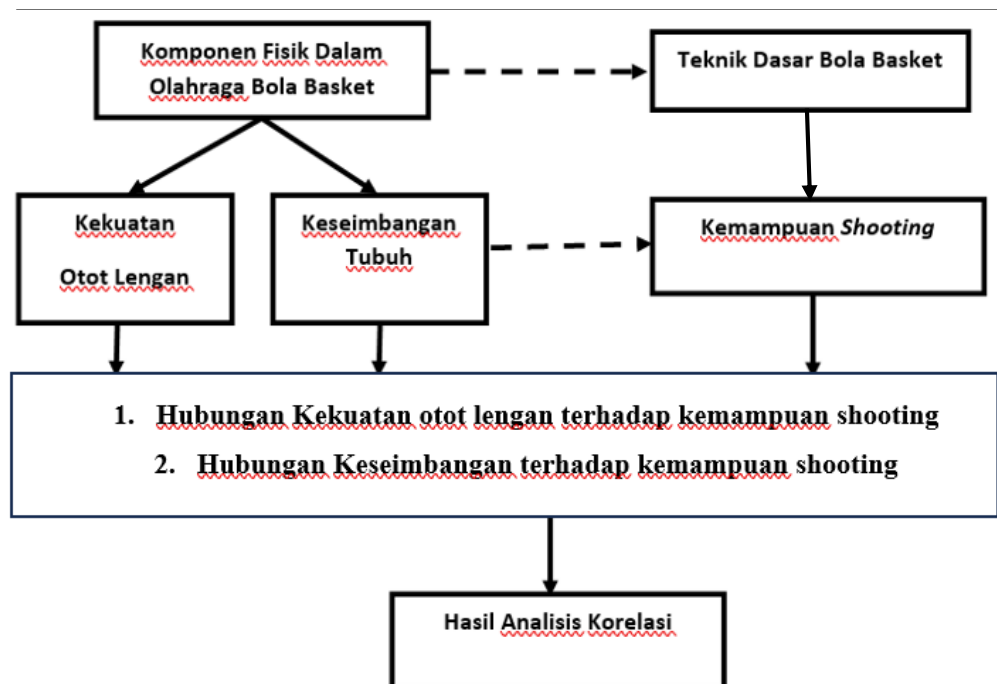 Komponen Fisik Dalam
Olahraga Bola Basket
Teknik Dasar Bola Basket
Kekuatan
Otot Lengan
Keseimbangan
Tubuh
Kemampuan Shooting
1. Hubungan Kekuatan otot lengan terhadap kemampuan shooting
2. Hubungan Keseimbangan terhadap kemampuan shooting
Hasil Analisis Korelasi